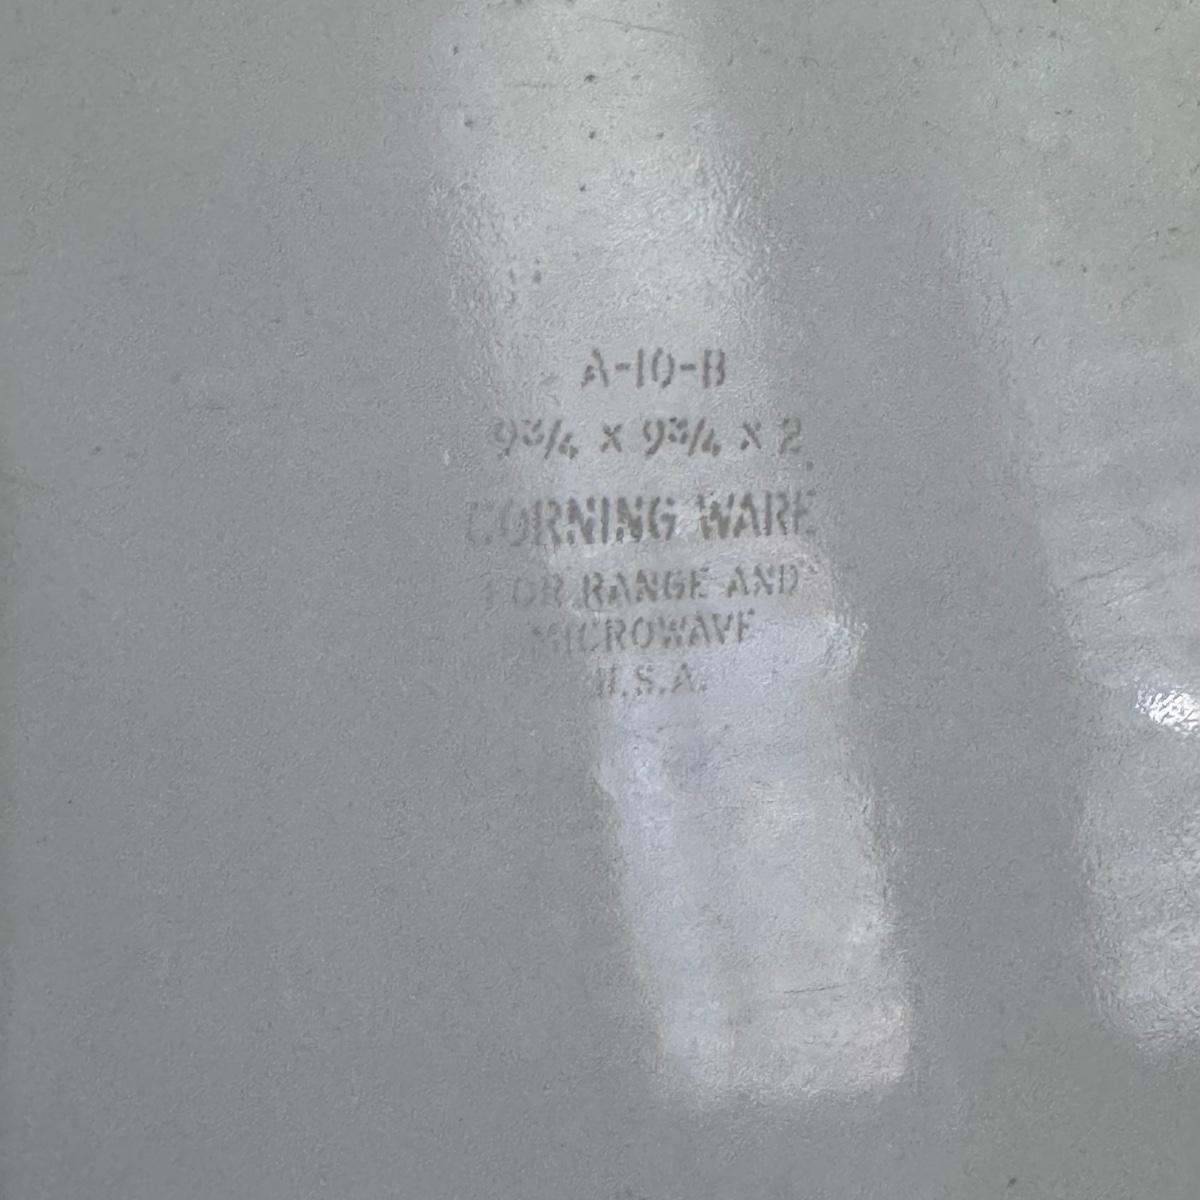 A-10-B
9¾ x 9¾ x 2
CORNING WARE
FOR RANGE AND
MICROWAVE
U.S.A.